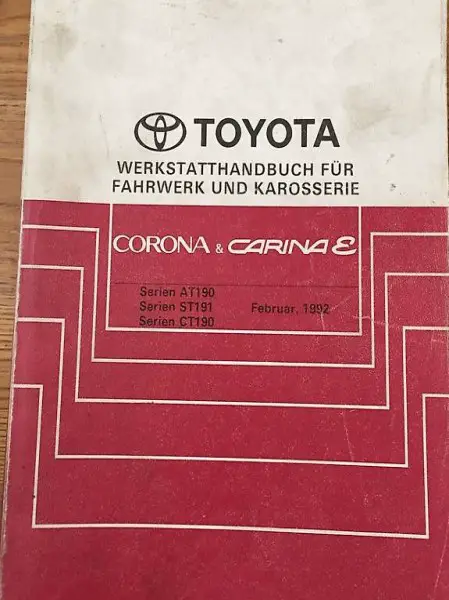 TOYOTA
WERKSTATTHANDBUCH FÜR
FAHRWERK UND KAROSSERIE
CORONA & CARINA E
Serien AT190
Serien ST191 Februar, 1992
Serien CT190